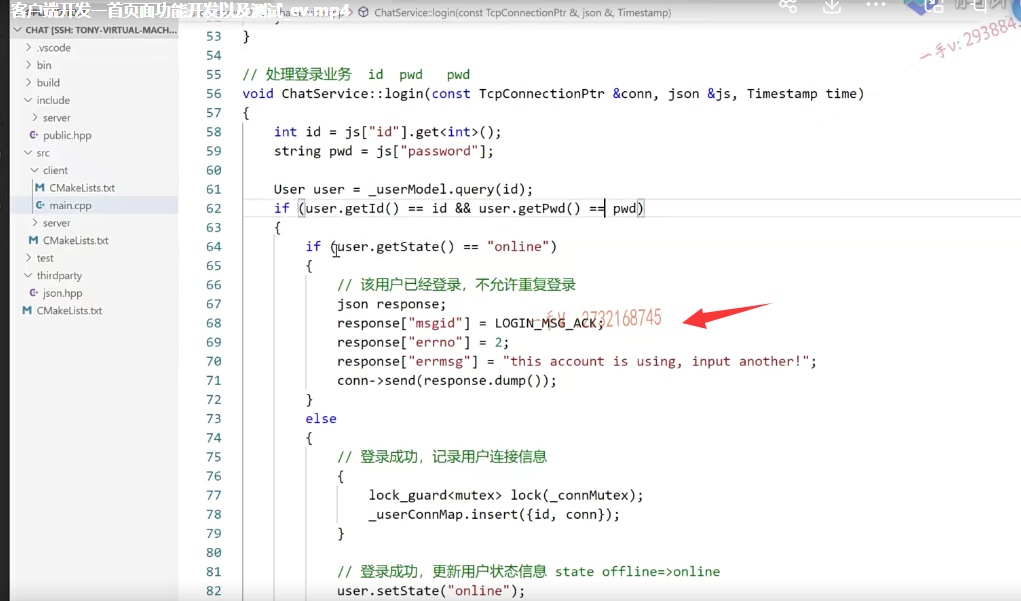 客户端开发—首页面功能开发以及测试_ev.mp4
ChatService::login(const TcpConnectionPtr &, json &, Timestamp)
CHAT [SSH: TONY-VIRTUAL-MACH...
.vscode
bin
build
include
server
public.hpp
src
client
CMakeLists.txt
main.cpp
server
CMakeLists.txt
test
thirdparty
json.hpp
CMakeLists.txt
一手v: 293884
53 }
54
55 // 处理登录业务 id pwd pwd
56 void ChatService::login(const TcpConnectionPtr &conn, json &js, Timestamp time)
57 {
58 int id = js["id"].get<int>();
59 string pwd = js["password"];
60
61 User user = _userModel.query(id);
62 if (user.getId() == id && user.getPwd() == pwd)
63 {
64 if (user.getState() == "online")
65 {
66 // 该用户已经登录，不允许重复登录
67 json response;
68 response["msgid"] = LOGIN_MSG_ACK;
一手v 2732168745
69 response["errno"] = 2;
70 response["errmsg"] = "this account is using, input another!";
71 conn->send(response.dump());
72 }
73 else
74 {
75 // 登录成功，记录用户连接信息
76 {
77 lock_guard<mutex> lock(_connMutex);
78 _userConnMap.insert({id, conn});
79 }
80
81 // 登录成功，更新用户状态信息 state offline=>online
82 user.setState("online");